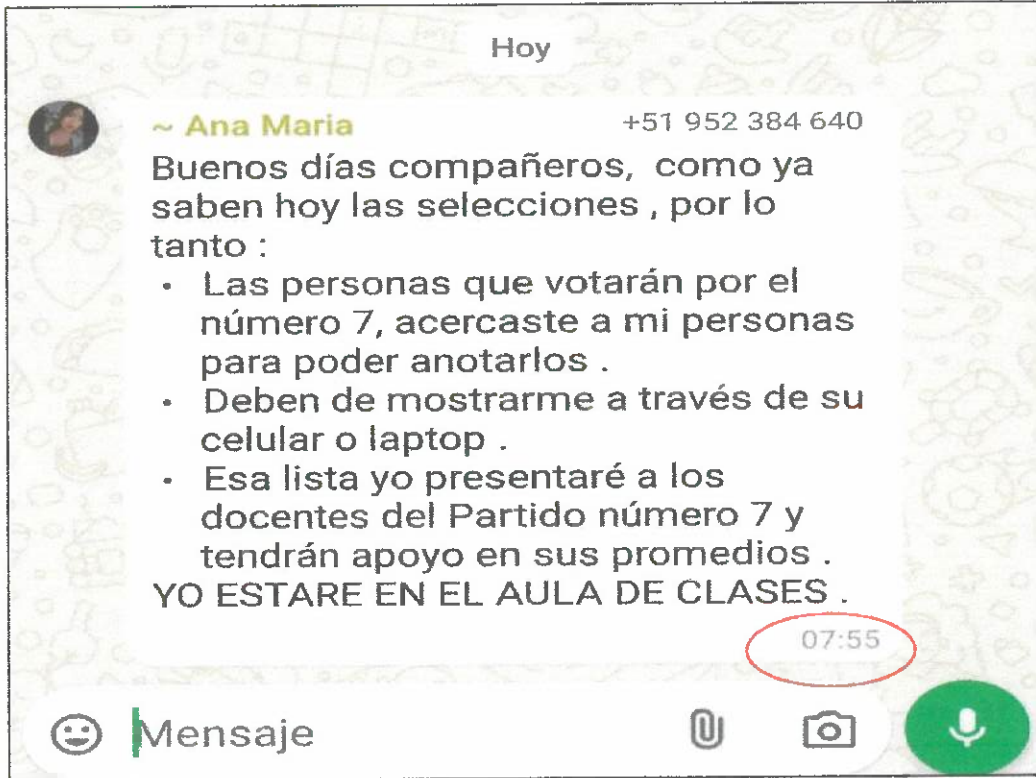 Hoy
~ Ana Maria +51 952 384 640
Buenos días compañeros, como ya
saben hoy las selecciones , por lo
tanto :
• Las personas que votarán por el
número 7, acercaste a mi personas
para poder anotarlos .
• Deben de mostrarme a través de su
celular o laptop .
• Esa lista yo presentaré a los
docentes del Partido número 7 y
tendrán apoyo en sus promedios .
YO ESTARE EN EL AULA DE CLASES .
07:55
Mensaje